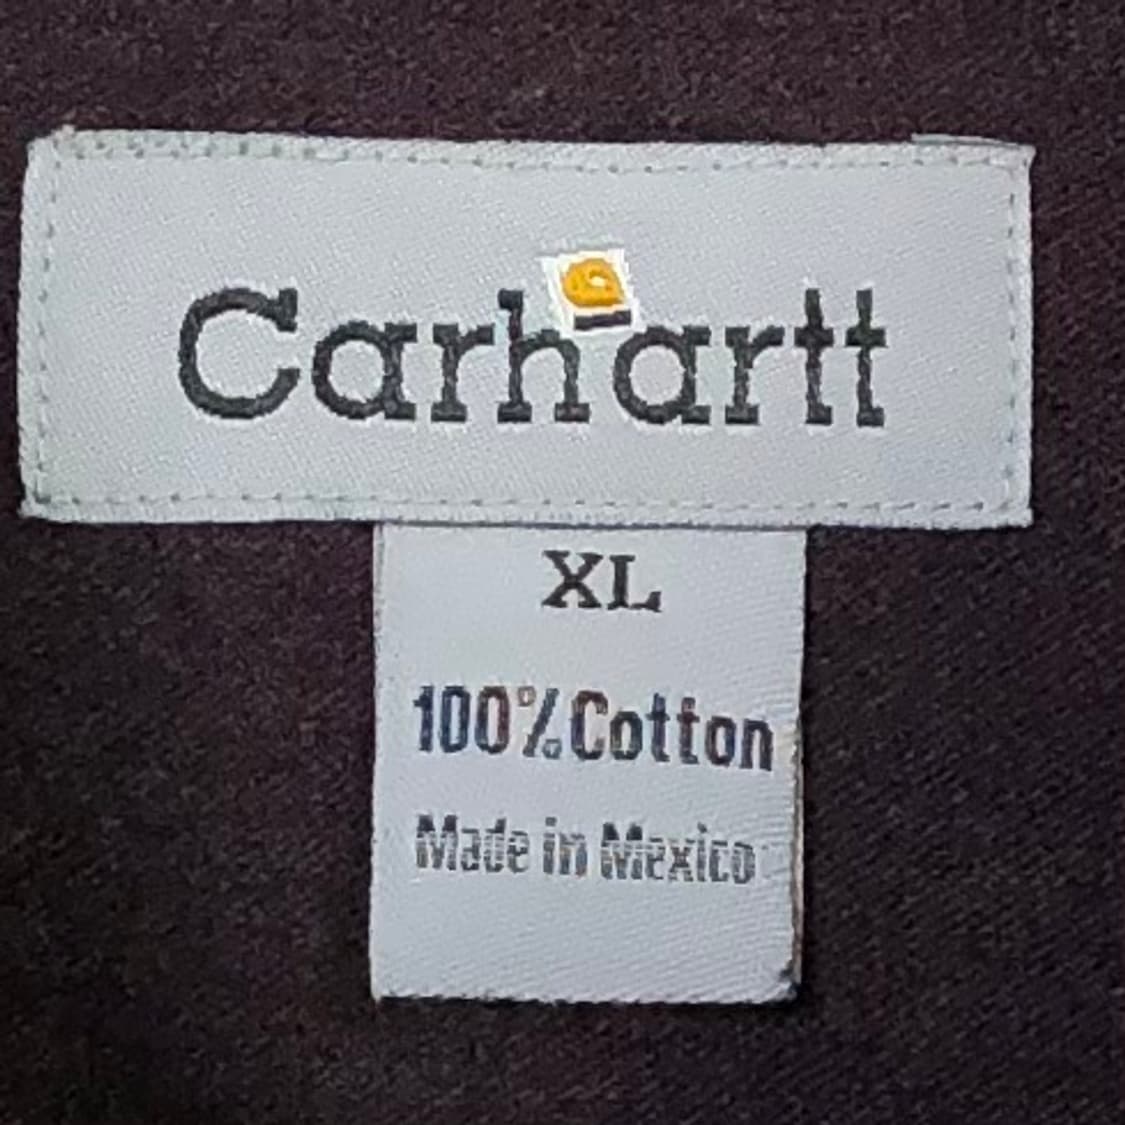 Carhartt
XL
100% Cotton
Made in Mexico